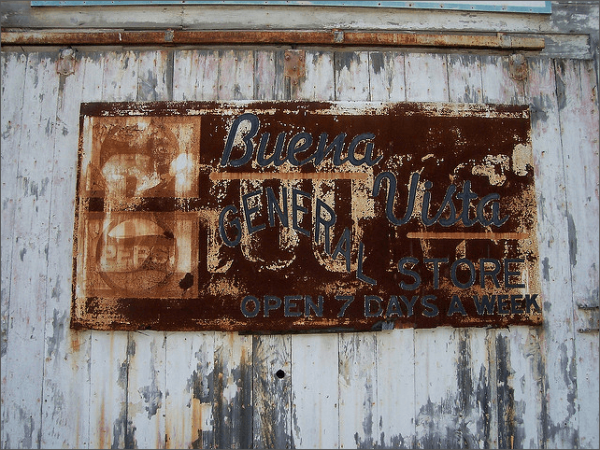 PEPSI
Buena
Vista
GENERAL
STORE
OPEN 7 DAYS A WEEK